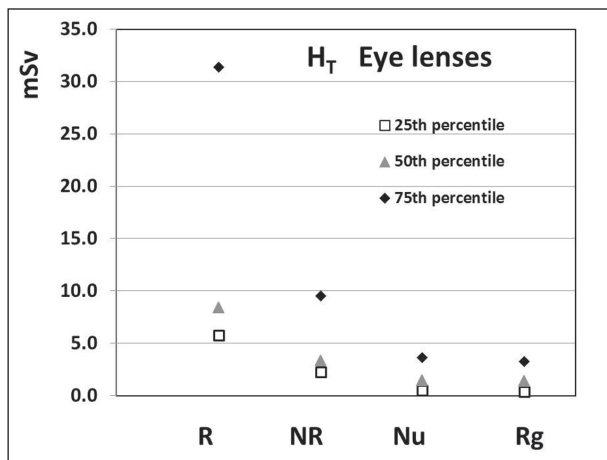 35.0
H_T Eye lenses
mSv
30.0
25th percentile
25.0
50th percentile
20.0
75th percentile
15.0
10.0
5.0
0.0
R NR Nu Rg